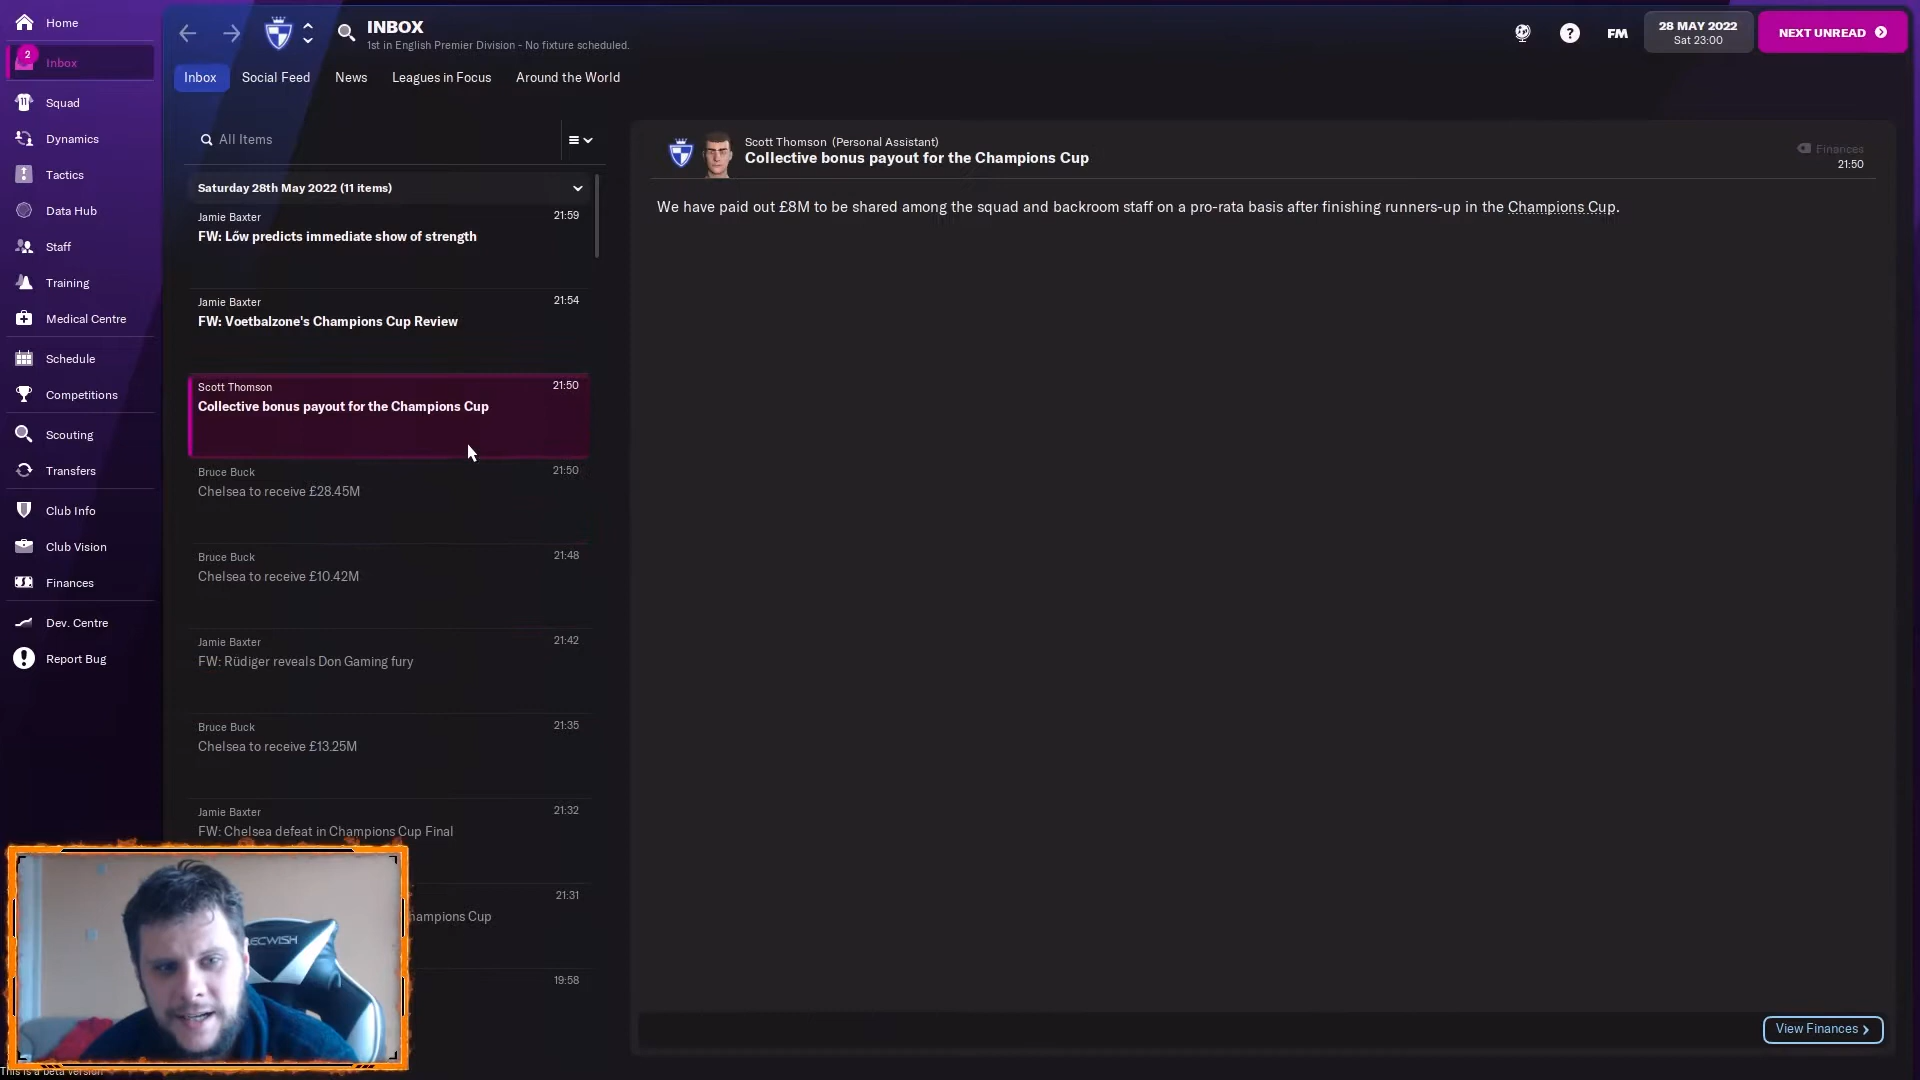 Home
2
Inbox
Squad
Dynamics
Tactics
Data Hub
Staff
Training
Medical Centre
Schedule
Competitions
Scouting
Transfers
Club Info
Club Vision
Finances
Dev. Centre
Report Bug
INBOX
1st in English Premier Division - No fixture scheduled.
FM
28 MAY 2022
Sat 23:00
NEXT UNREAD
Inbox Social Feed News Leagues in Focus Around the World
All Items
Saturday 28th May 2022 (11 items)
Jamie Baxter 21:59
FW: Lőw predicts immediate show of strength
Jamie Baxter 21:54
FW: Voetbalzone's Champions Cup Review
Scott Thomson 21:50
Collective bonus payout for the Champions Cup
Bruce Buck 21:50
Chelsea to receive £28.45M
Bruce Buck 21:48
Chelsea to receive £10.42M
Jamie Baxter 21:42
FW: Rüdiger reveals Don Gaming fury
Bruce Buck 21:35
Chelsea to receive £13.25M
Jamie Baxter 21:32
FW: Chelsea defeat in Champions Cup Final
21:31
hampions Cup
19:58
Scott Thomson (Personal Assistant)
Collective bonus payout for the Champions Cup
Finances
21:50
We have paid out £8M to be shared among the squad and backroom staff on a pro-rata basis after finishing runners-up in the Champions Cup.
View Finances
This is a beta version